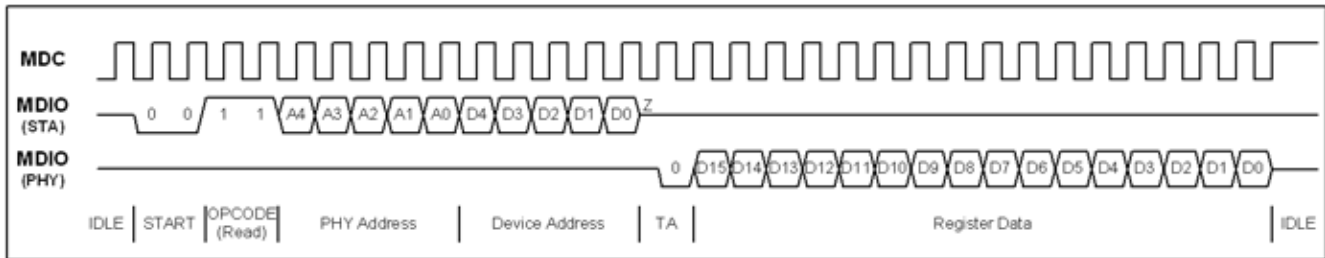 MDC
MDIO 0 0 1 1 A4 A3 A2 A1 A0 D4 D3 D2 D1 D0 Z
(STA)
MDIO 0 D15 D14 D13 D12 D11 D10 D9 D8 D7 D6 D5 D4 D3 D2 D1 D0
(PHY)
IDLE START OPCODE PHY Address Device Address TA Register Data IDLE
(Read)